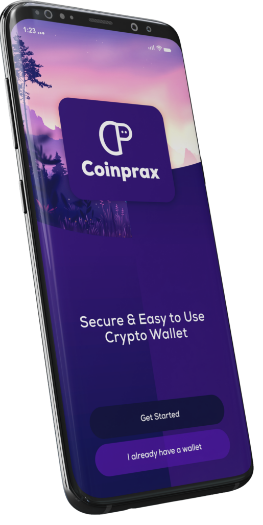 1:23
Coinprax
Secure & Easy to Use
Crypto Wallet
Get Started
I already have a wallet